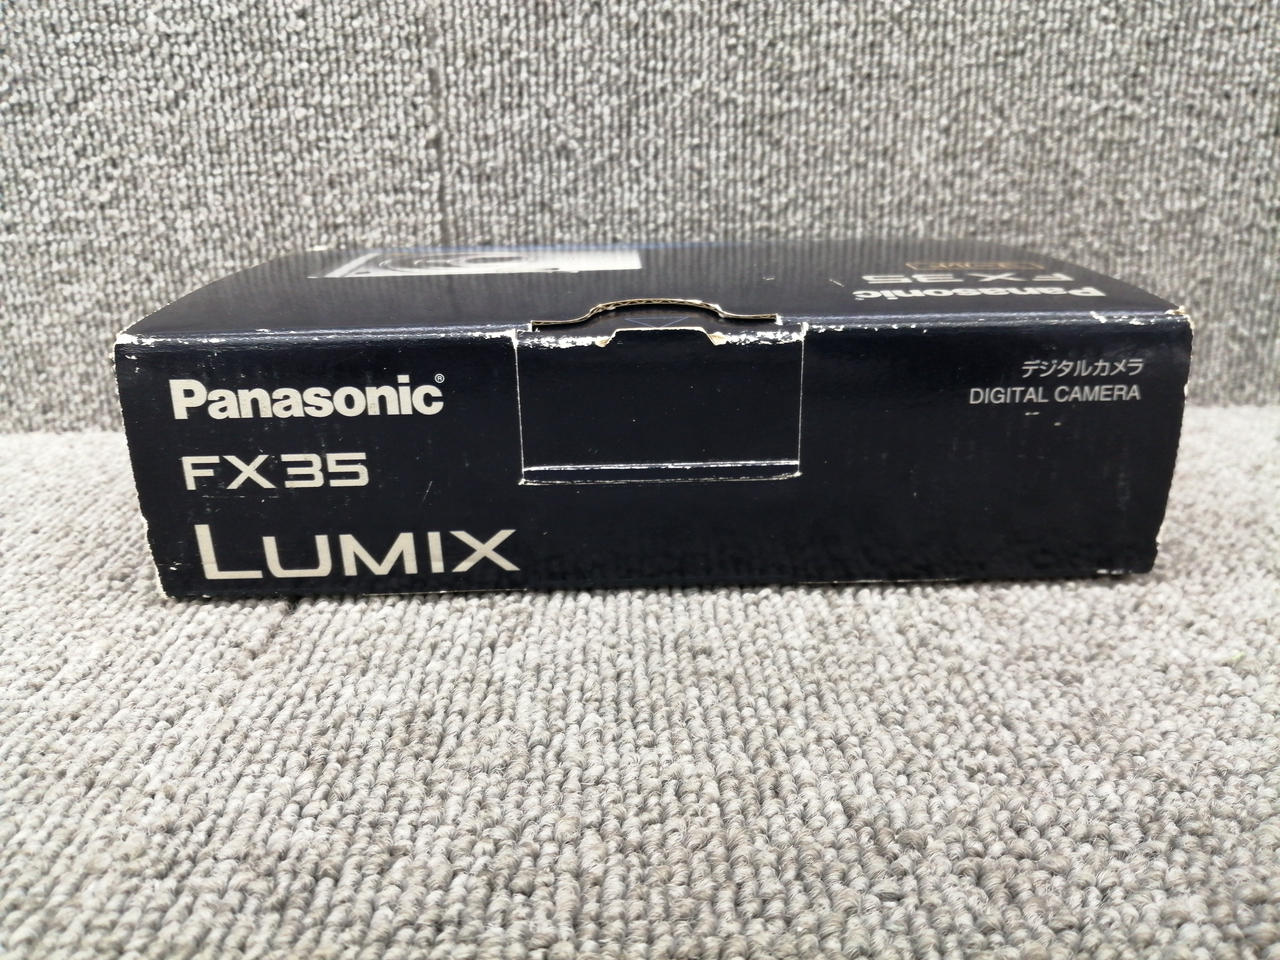 Panasonic
FX35
Panasonic®
FX35
LUMIX
デジタルカメラ
DIGITAL CAMERA